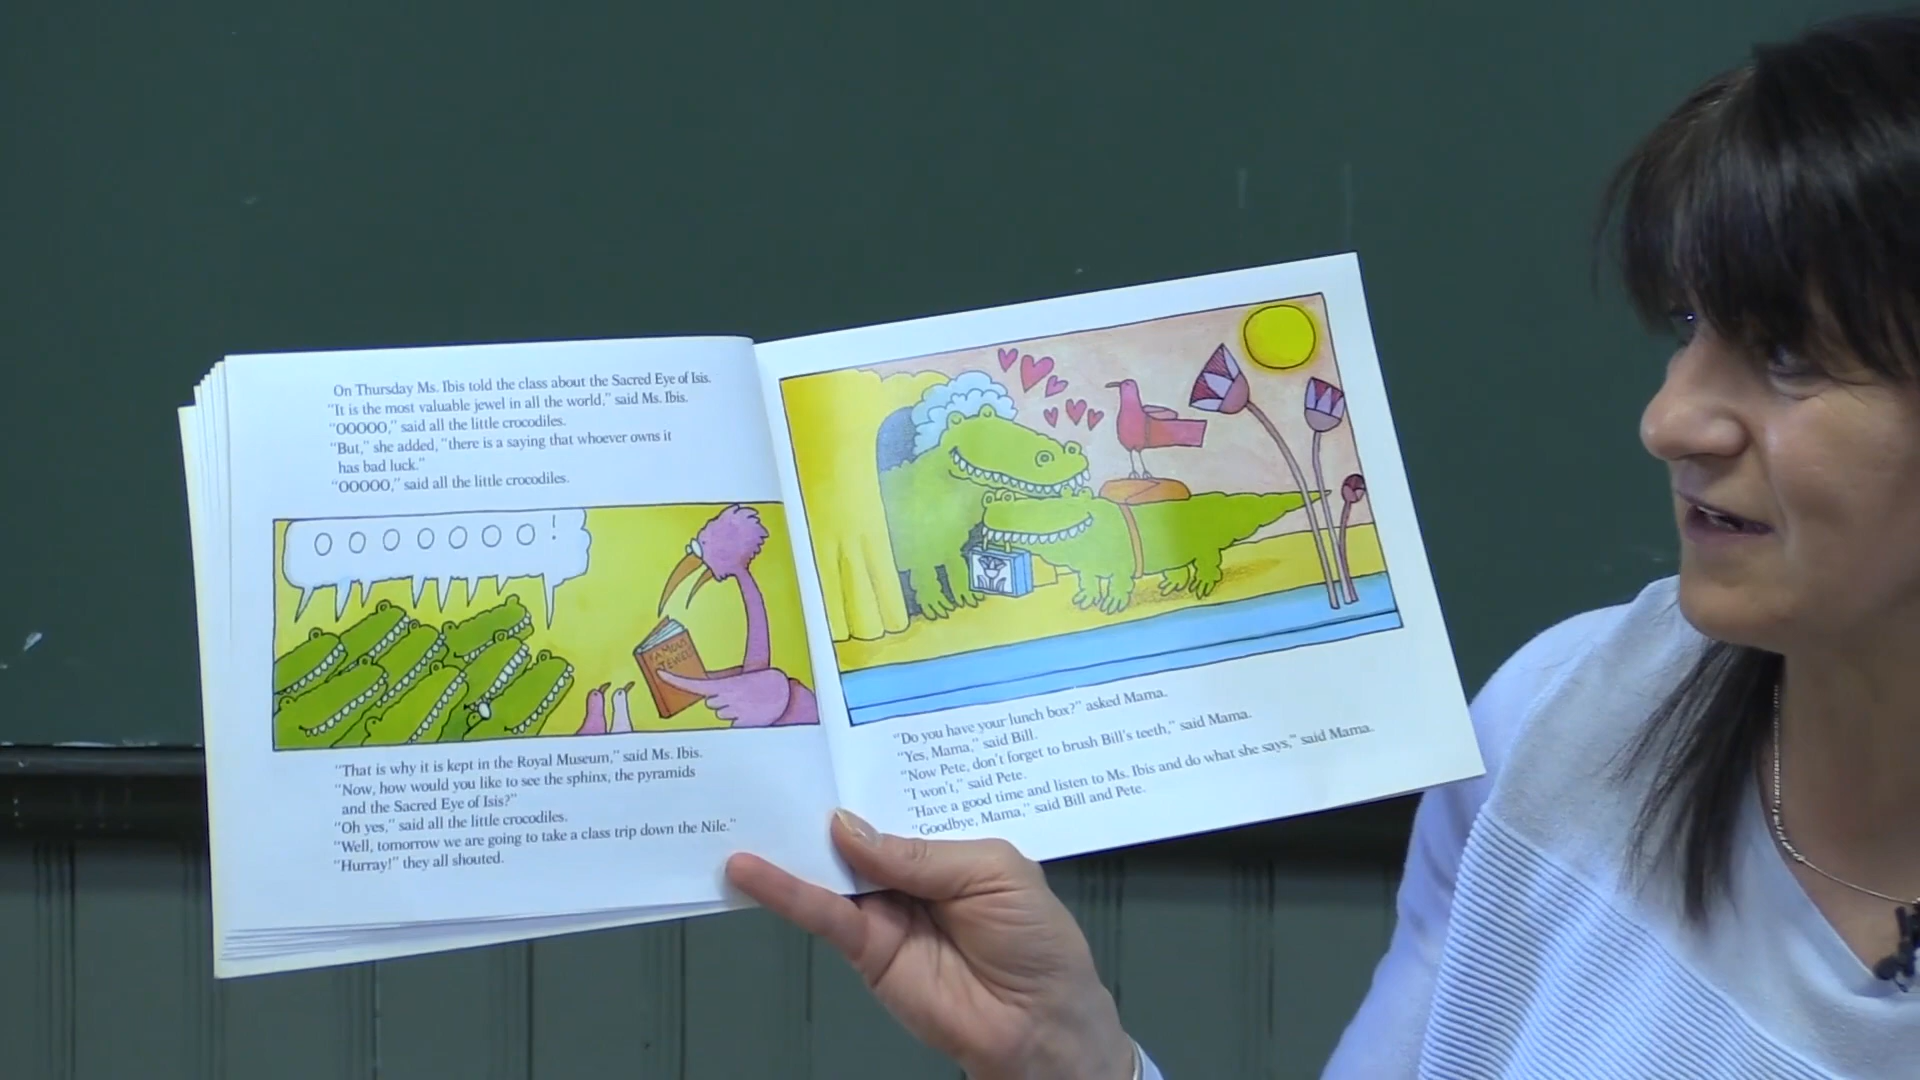 On Thursday Ms. Ibis told the class about the Sacred Eye of Isis.
"It is the most valuable jewel in all the world," said Ms. Ibis.
"OOOOO," said all the little crocodiles.
"But," she added, "there is a saying that whoever owns it
has bad luck."
"OOOOO," said all the little crocodiles.
O O O O O O O !
FAMOUS
JEWELS
"That is why it is kept in the Royal Museum," said Ms. Ibis.
"Now, how would you like to see the sphinx, the pyramids
and the Sacred Eye of Isis?"
"Oh yes," said all the little crocodiles.
"Well, tomorrow we are going to take a class trip down the Nile."
"Hurray!" they all shouted.
"Do you have your lunch box?" asked Mama.
"Yes, Mama," said Bill.
"Now Pete, don't forget to brush Bill's teeth," said Mama.
"I won't," said Pete.
"Have a good time and listen to Ms. Ibis and do what she says," said Mama.
"Goodbye, Mama," said Bill and Pete.